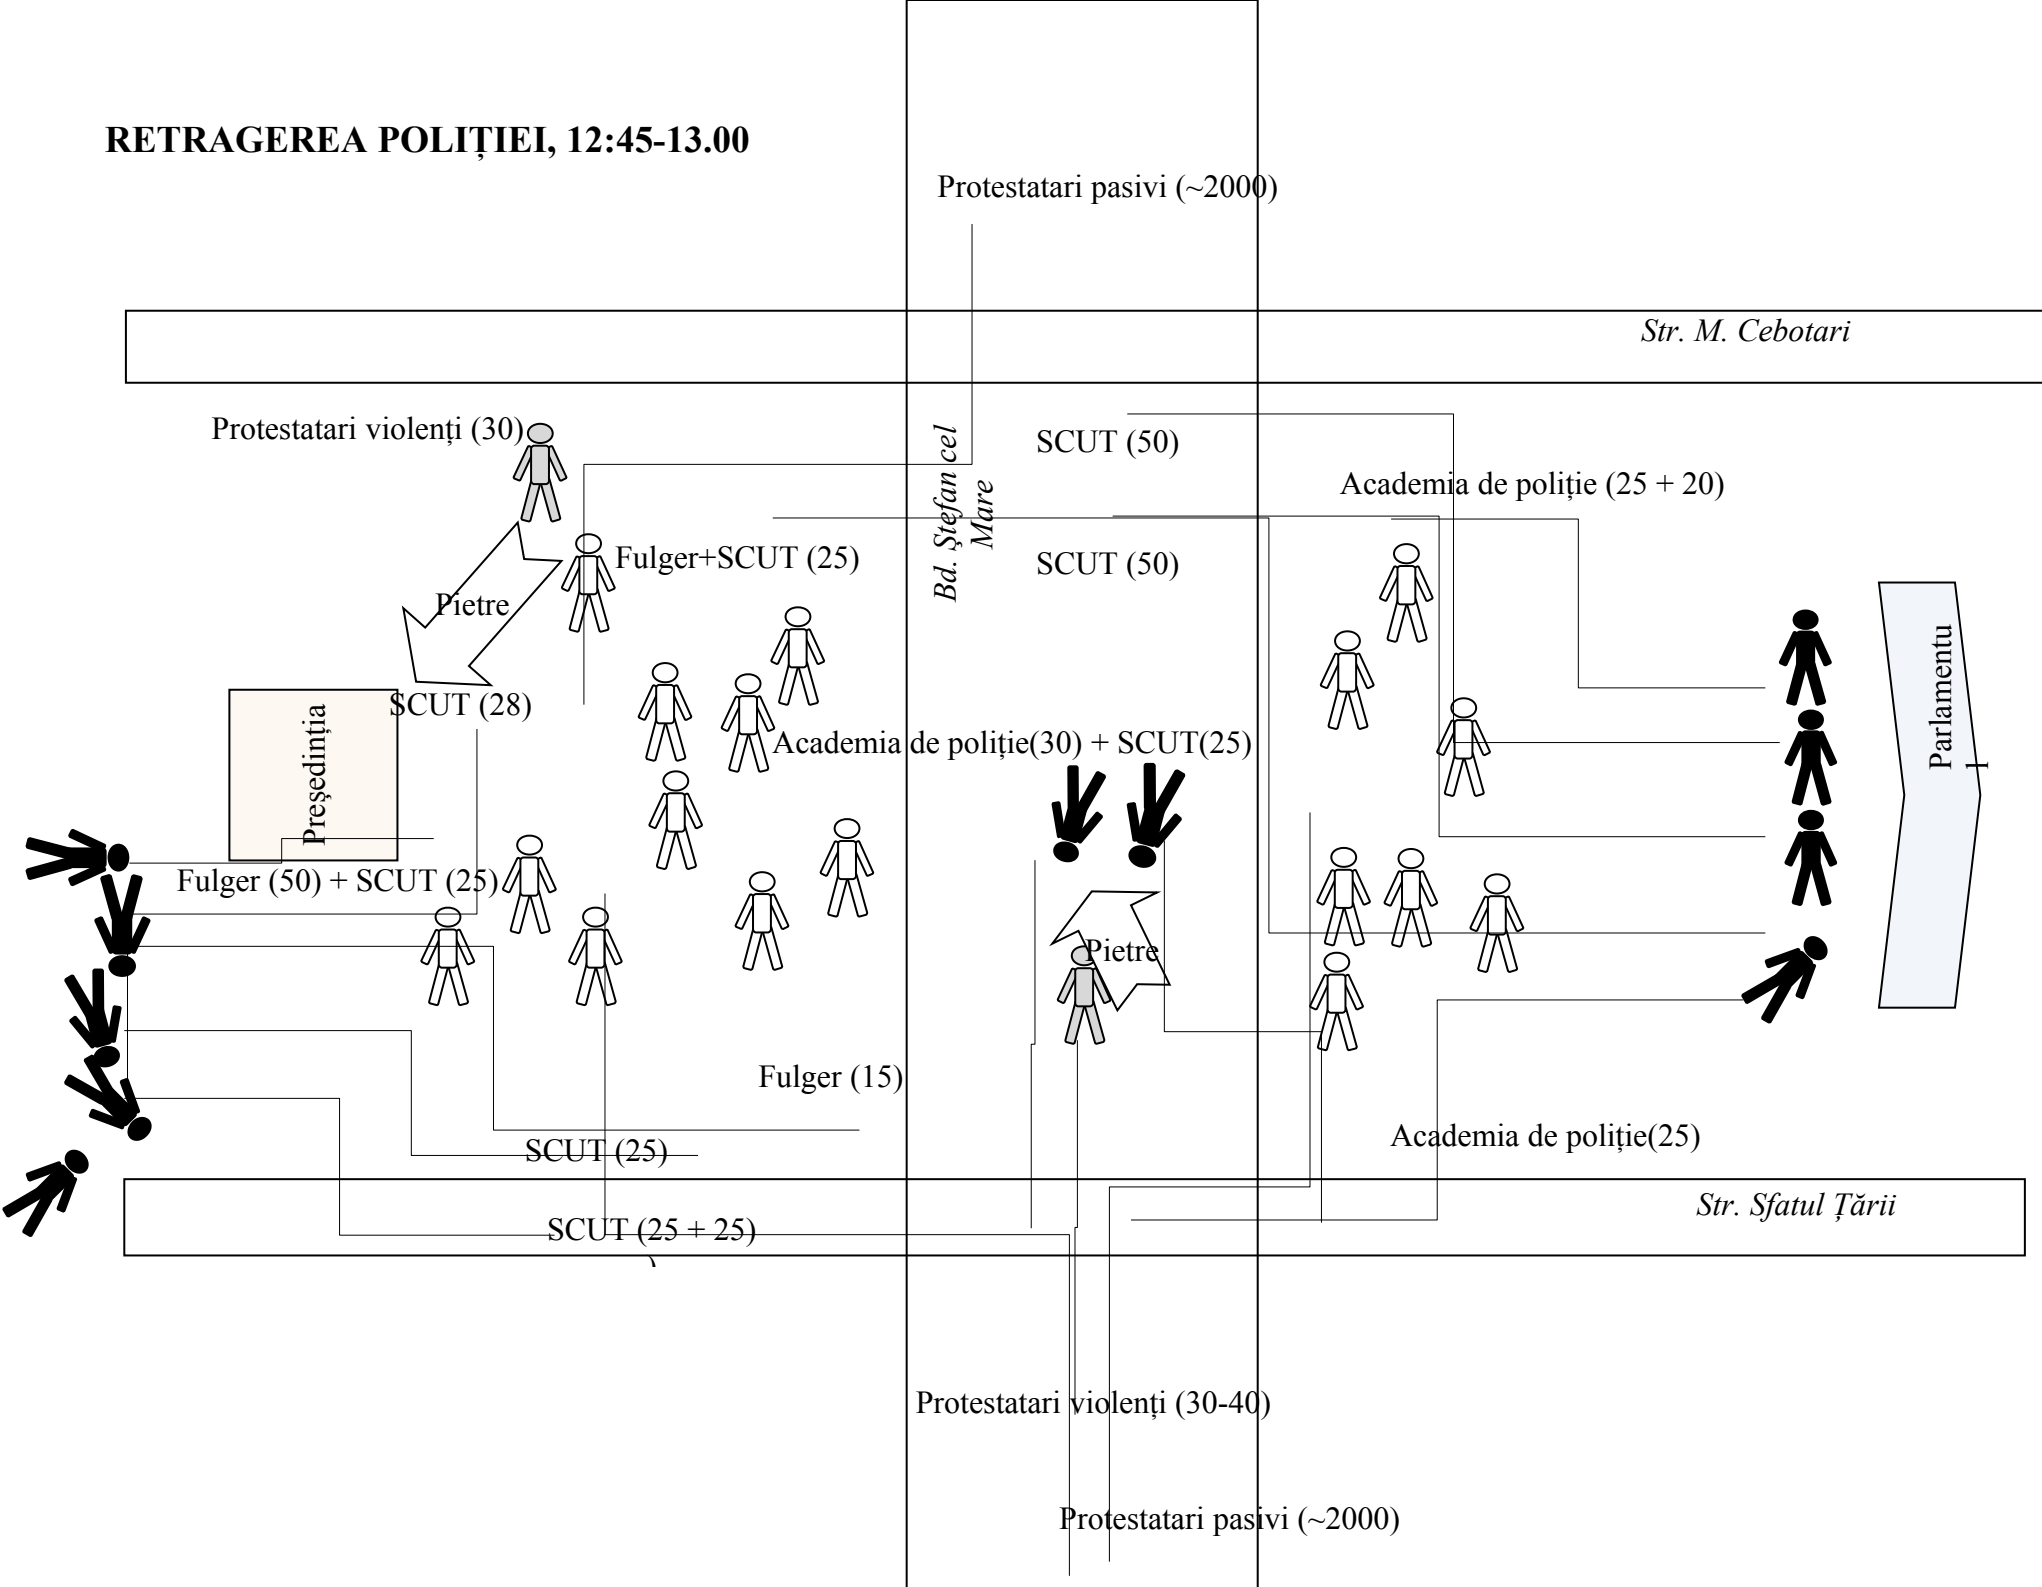 RETRAGEREA POLIȚIEI, 12:45-13.00
Protestatari pasivi (~2000)
Str. M. Cebotari
Protestatari violenți (30)
Bd. Ștefan cel
Mare
SCUT (50)
Academia de poliție (25 + 20)
Fulger+SCUT (25)
SCUT (50)
Pietre
Parlamentu
l
SCUT (28)
Președinția
Academia de poliție(30) + SCUT(25)
Fulger (50) + SCUT (25)
Pietre
Fulger (15)
SCUT (25)
Academia de poliție(25)
Str. Sfatul Țării
SCUT (25 + 25)
Protestatari violenți (30-40)
Protestatari pasivi (~2000)